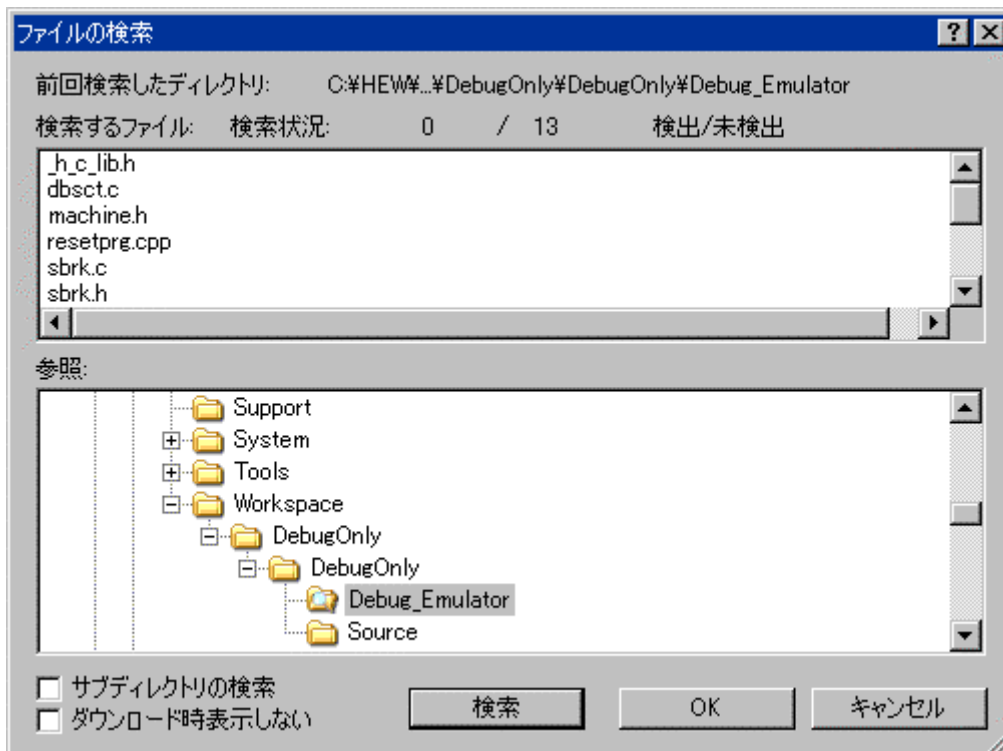 ファイルの検索
前回検索したディレクトリ: C:¥HEW¥...¥DebugOnly¥DebugOnly¥Debug_Emulator
検索するファイル: 検索状況: 0 / 13 検出/未検出
_h_c_lib.h
dbsct.c
machine.h
resetprg.cpp
sbrk.c
sbrk.h
参照:
Support
System
Tools
Workspace
DebugOnly
DebugOnly
Debug_Emulator
Source
サブディレクトリの検索
ダウンロード時表示しない
検索 OK キャンセル